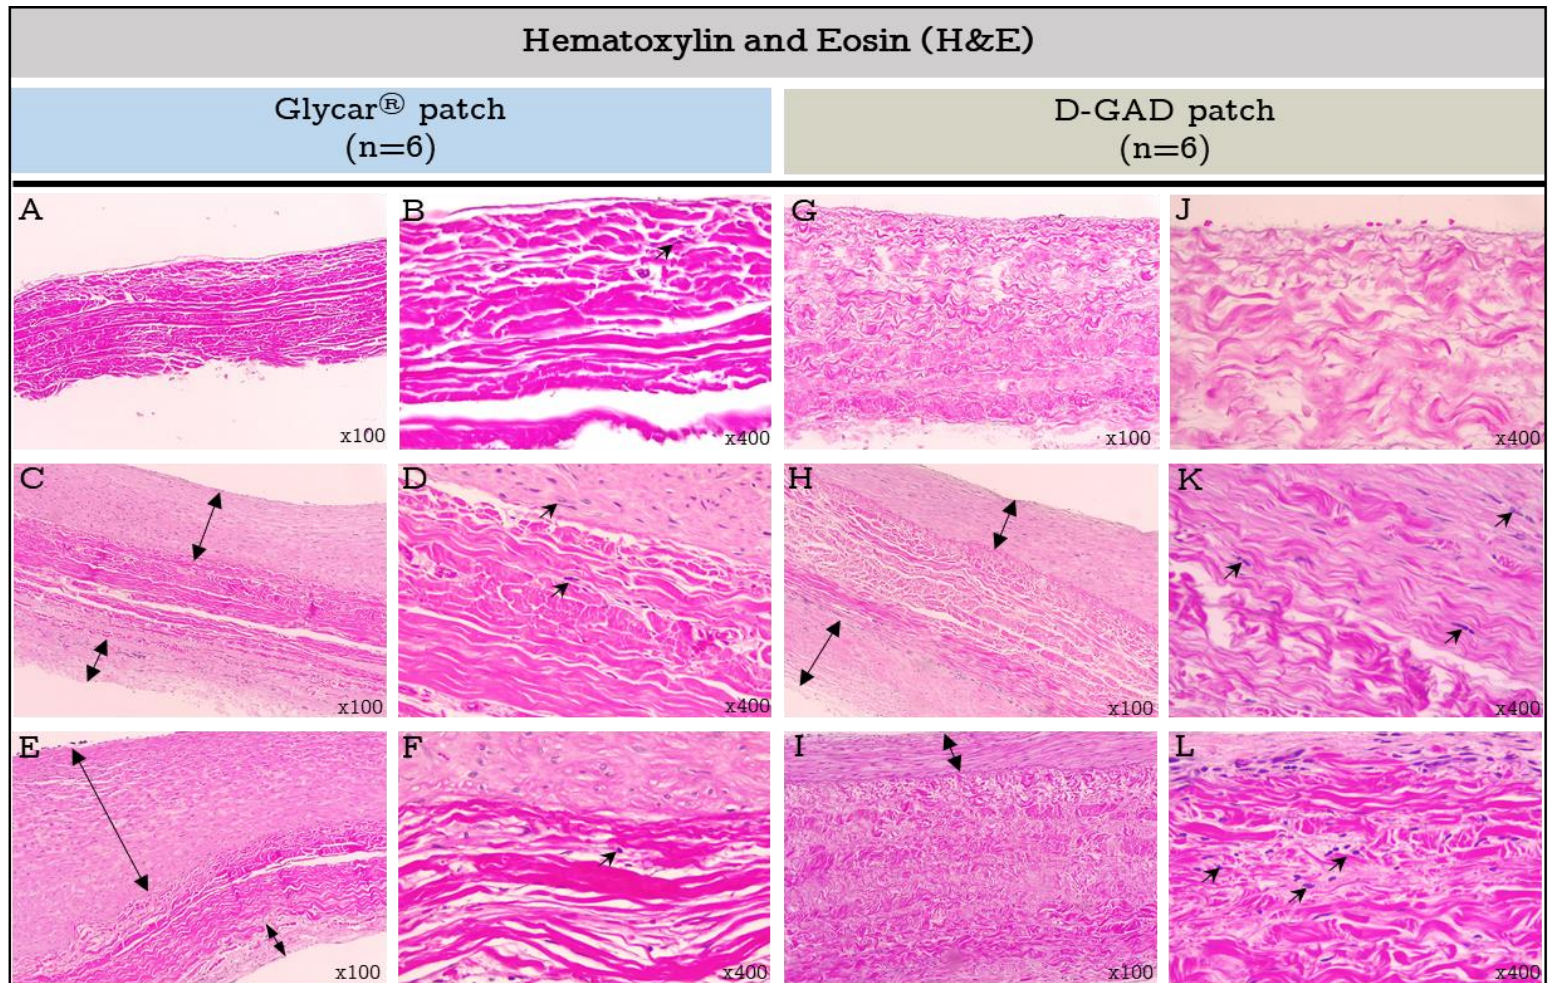 Hematoxylin and Eosin (H&E)
Glycar® patch
(n=6)
D-GAD patch
(n=6)
A
x100
B
x400
G
x100
J
x400
C
x100
D
x400
H
x100
K
x400
E
x100
F
x400
I
x100
L
x400